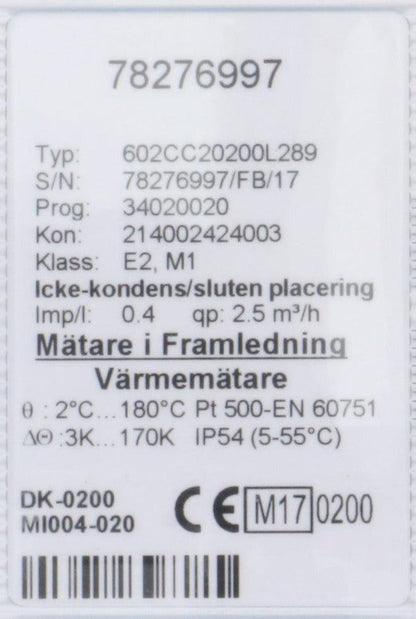 78276997
Typ: 602CC20200L289
S/N: 78276997/FB/17
Prog: 34020020
Kon: 214002424003
Klass: E2, M1
Icke-kondens/sluten placering
Imp/l: 0.4 qp: 2.5 m³/h
Mätare i Framledning
Värmemätare
θ : 2°C...180°C Pt 500-EN 60751
ΔΘ :3K...170K IP54 (5-55°C)
DK-0200
MI004-020
CE M17 0200